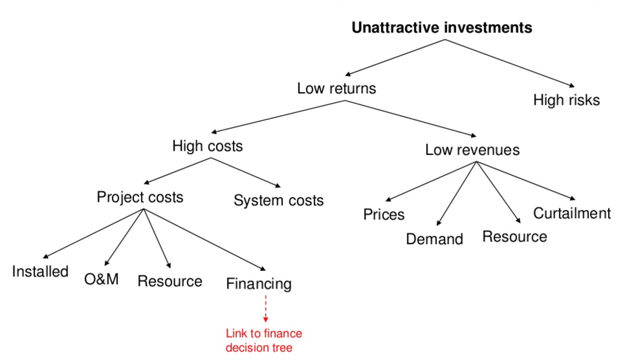 Unattractive investments
Low returns
High risks
High costs
Low revenues
Project costs
System costs
Prices
Demand
Resource
Curtailment
Installed
O&M
Resource
Financing
Link to finance
decision tree